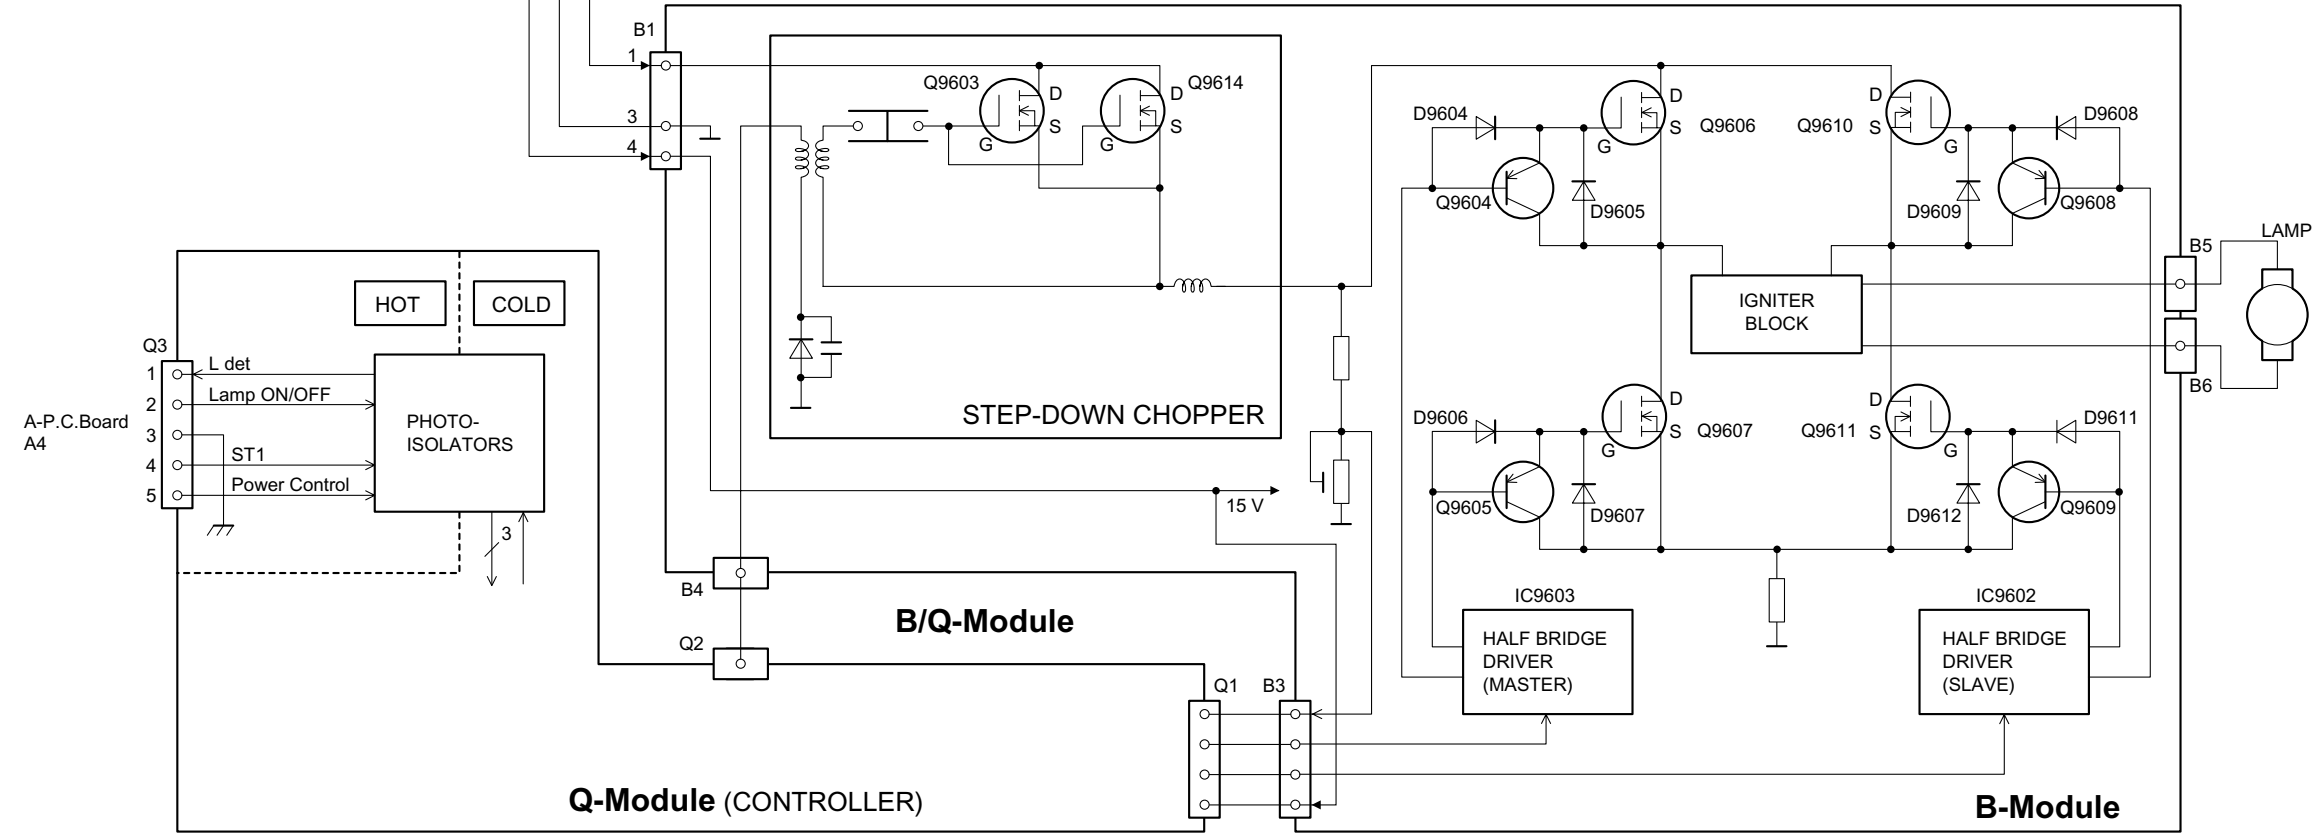 B1
1
3
4
Q9603
D
S
G
Q9614
D
S
G
STEP-DOWN CHOPPER
15 V
D9604
Q9604
D9605
D
S
G
Q9606
Q9610
D
S
G
D9608
D9609
Q9608
IGNITER
BLOCK
B5
B6
LAMP
D9606
Q9605
D9607
D
S
G
Q9607
Q9611
D
S
G
D9611
D9612
Q9609
IC9603
HALF BRIDGE
DRIVER
(MASTER)
IC9602
HALF BRIDGE
DRIVER
(SLAVE)
HOT
COLD
Q3
1
2
3
4
5
A-P.C.Board
A4
L det
Lamp ON/OFF
ST1
Power Control
PHOTO-
ISOLATORS
3
B4
Q2
B/Q-Module
Q1
B3
Q-Module (CONTROLLER)
B-Module